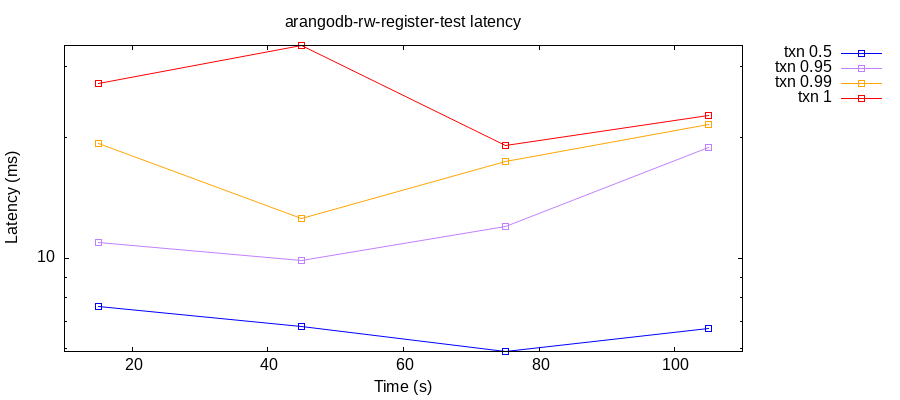 arangodb-rw-register-test latency
txn 0.5
txn 0.95
txn 0.99
txn 1
Latency (ms)
10
20 40 60 80 100
Time (s)